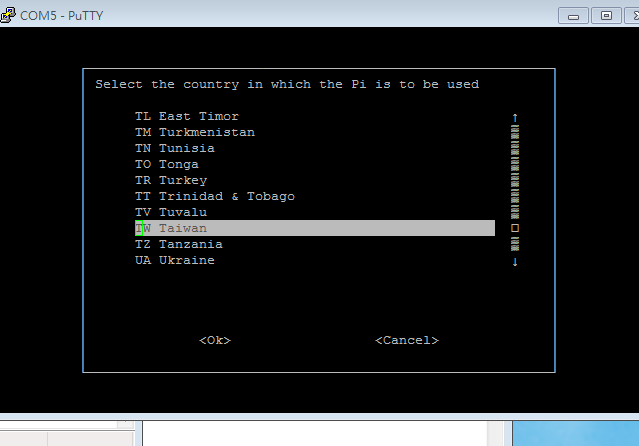 COM5 - PuTTY
Select the country in which the Pi is to be used
TL East Timor
TM Turkmenistan
TN Tunisia
TO Tonga
TR Turkey
TT Trinidad & Tobago
TV Tuvalu
TW Taiwan
TZ Tanzania
UA Ukraine
<Ok> <Cancel>